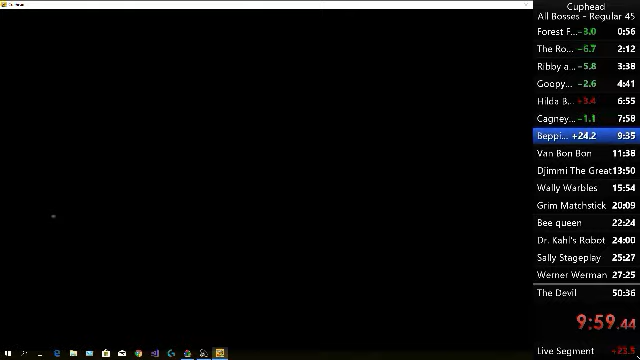 Cuphead
Cuphead
All Bosses - Regular 45
Forest F... −3.0 0:56
The Ro... −6.7 2:12
Ribby a... −5.8 3:38
Goopy... −2.6 4:41
Hilda B... +3.4 6:55
Cagney... −1.1 7:58
Beppi... +24.2 9:35
Van Bon Bon 11:38
Djimmi The Great 13:50
Wally Warbles 15:54
Grim Matchstick 20:09
Bee queen 22:24
Dr. Kahl's Robot 24:00
Sally Stageplay 25:27
Werner Werman 27:25
The Devil 50:36
9:59.44
Live Segment